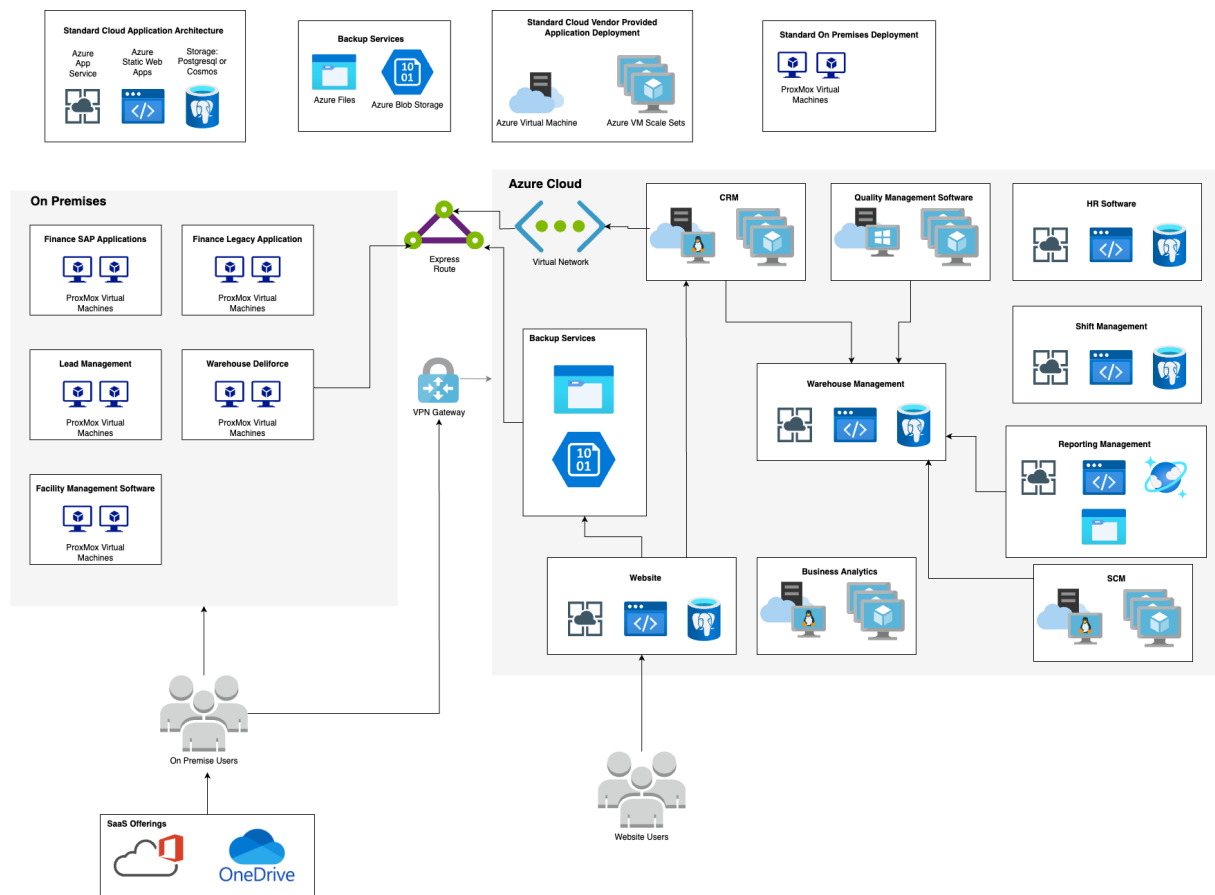 Standard Cloud Application Architecture
Azure
App
Service
Azure
Static Web
Apps
Storage:
Postgresql or
Cosmos
Backup Services
10
01
Azure Files
Azure Blob Storage
Standard Cloud Vendor Provided
Application Deployment
Azure Virtual Machine
Azure VM Scale Sets
Standard On Premises Deployment
ProxMox Virtual
Machines
On Premises
Finance SAP Applications
ProxMox Virtual
Machines
Finance Legacy Application
ProxMox Virtual
Machines
Lead Management
ProxMox Virtual
Machines
Warehouse Deliforce
ProxMox Virtual
Machines
Facility Management Software
ProxMox Virtual
Machines
Express
Route
VPN Gateway
Azure Cloud
Virtual Network
CRM
Quality Management Software
HR Software
Shift Management
Backup Services
10
01
Warehouse Management
Reporting Management
Website
Business Analytics
SCM
On Premise Users
Website Users
SaaS Offerings
OneDrive